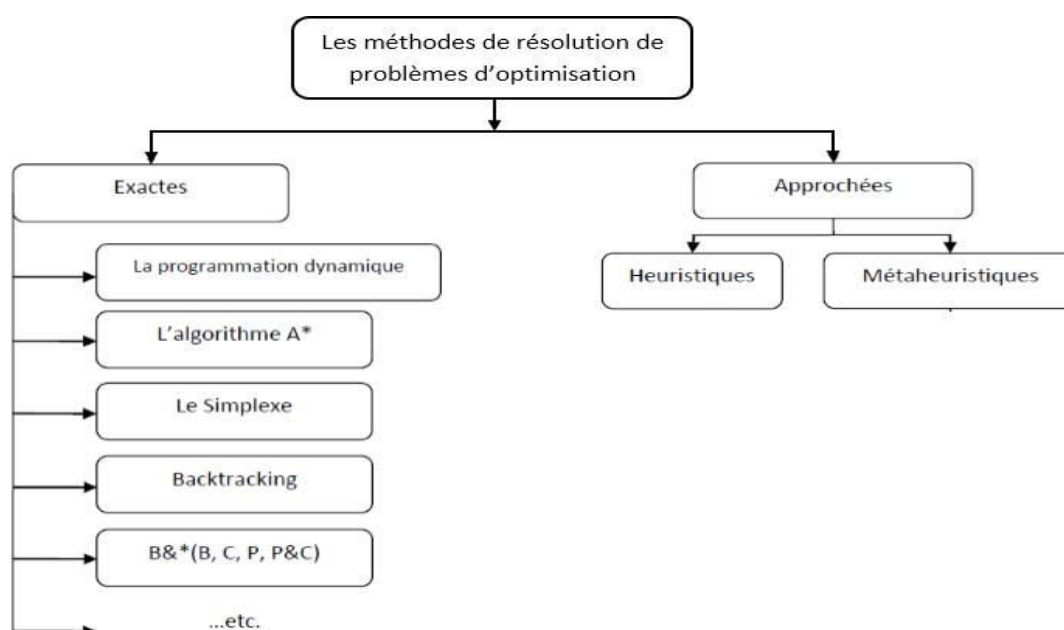 Les méthodes de résolution de
problèmes d’optimisation
Exactes
Approchées
La programmation dynamique
Heuristiques
Métaheuristiques
L’algorithme A*
Le Simplexe
Backtracking
B&*(B, C, P, P&C)
...etc.